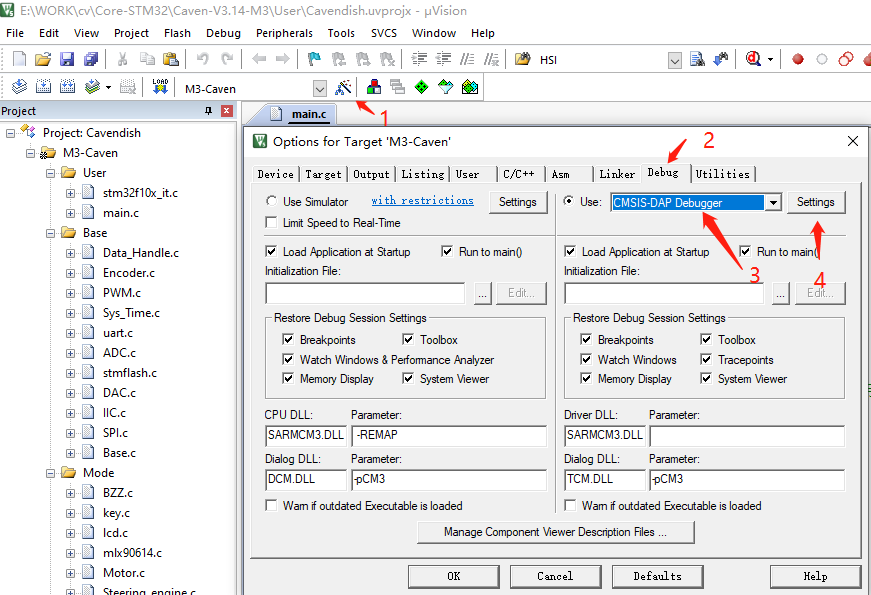 E:\WORK\cv\Core-STM32\Caven-V3.14-M3\User\Cavendish.uvprojx - µVision
File Edit View Project Flash Debug Peripherals Tools SVCS Window Help
HSI
LOAD
M3-Caven
1
Project
main.c
Project: Cavendish
M3-Caven
User
stm32f10x_it.c
main.c
Base
Data_Handle.c
Encoder.c
PWM.c
Sys_Time.c
uart.c
ADC.c
stmflash.c
DAC.c
IIC.c
SPI.c
Base.c
Mode
BZZ.c
key.c
lcd.c
mlx90614.c
Motor.c
Steering_engine.c
Options for Target 'M3-Caven'
2
Device Target Output Listing User C/C++ Asm Linker Debug Utilities
Use Simulator with restrictions Settings
Limit Speed to Real-Time
Use: CMSIS-DAP Debugger Settings
3
4
Load Application at Startup Run to main()
Initialization File:
... Edit...
Load Application at Startup Run to main()
Initialization File:
... Edit...
Restore Debug Session Settings
Breakpoints Toolbox
Watch Windows & Performance Analyzer
Memory Display System Viewer
Restore Debug Session Settings
Breakpoints Toolbox
Watch Windows Tracepoints
Memory Display System Viewer
CPU DLL: Parameter:
SARMCM3.DLL -REMAP
Dialog DLL: Parameter:
DCM.DLL -pCM3
Warn if outdated Executable is loaded
Driver DLL: Parameter:
SARMCM3.DLL
Dialog DLL: Parameter:
TCM.DLL -pCM3
Warn if outdated Executable is loaded
Manage Component Viewer Description Files ...
OK Cancel Defaults Help